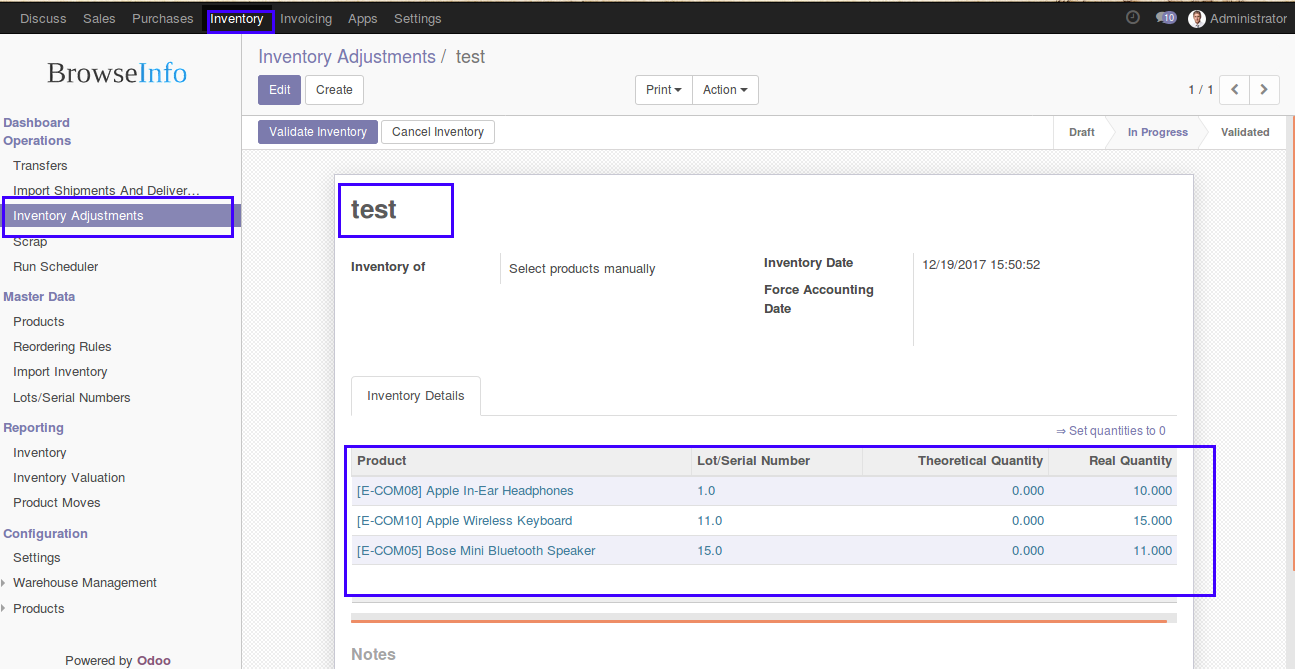 Discuss Sales Purchases Inventory Invoicing Apps Settings 10 Administrator
BrowseInfo
Dashboard
Operations
Transfers
Import Shipments And Deliver...
Inventory Adjustments
Scrap
Run Scheduler
Master Data
Products
Reordering Rules
Import Inventory
Lots/Serial Numbers
Reporting
Inventory
Inventory Valuation
Product Moves
Configuration
Settings
Warehouse Management
Products
Powered by Odoo
Inventory Adjustments / test
Edit Create Print Action 1 / 1
Validate Inventory Cancel Inventory Draft In Progress Validated
test
Inventory of Select products manually
Inventory Date 12/19/2017 15:50:52
Force Accounting
Date
Inventory Details
⇒ Set quantities to 0
Product Lot/Serial Number Theoretical Quantity Real Quantity
[E-COM08] Apple In-Ear Headphones 1.0 0.000 10.000
[E-COM10] Apple Wireless Keyboard 11.0 0.000 15.000
[E-COM05] Bose Mini Bluetooth Speaker 15.0 0.000 11.000
Notes